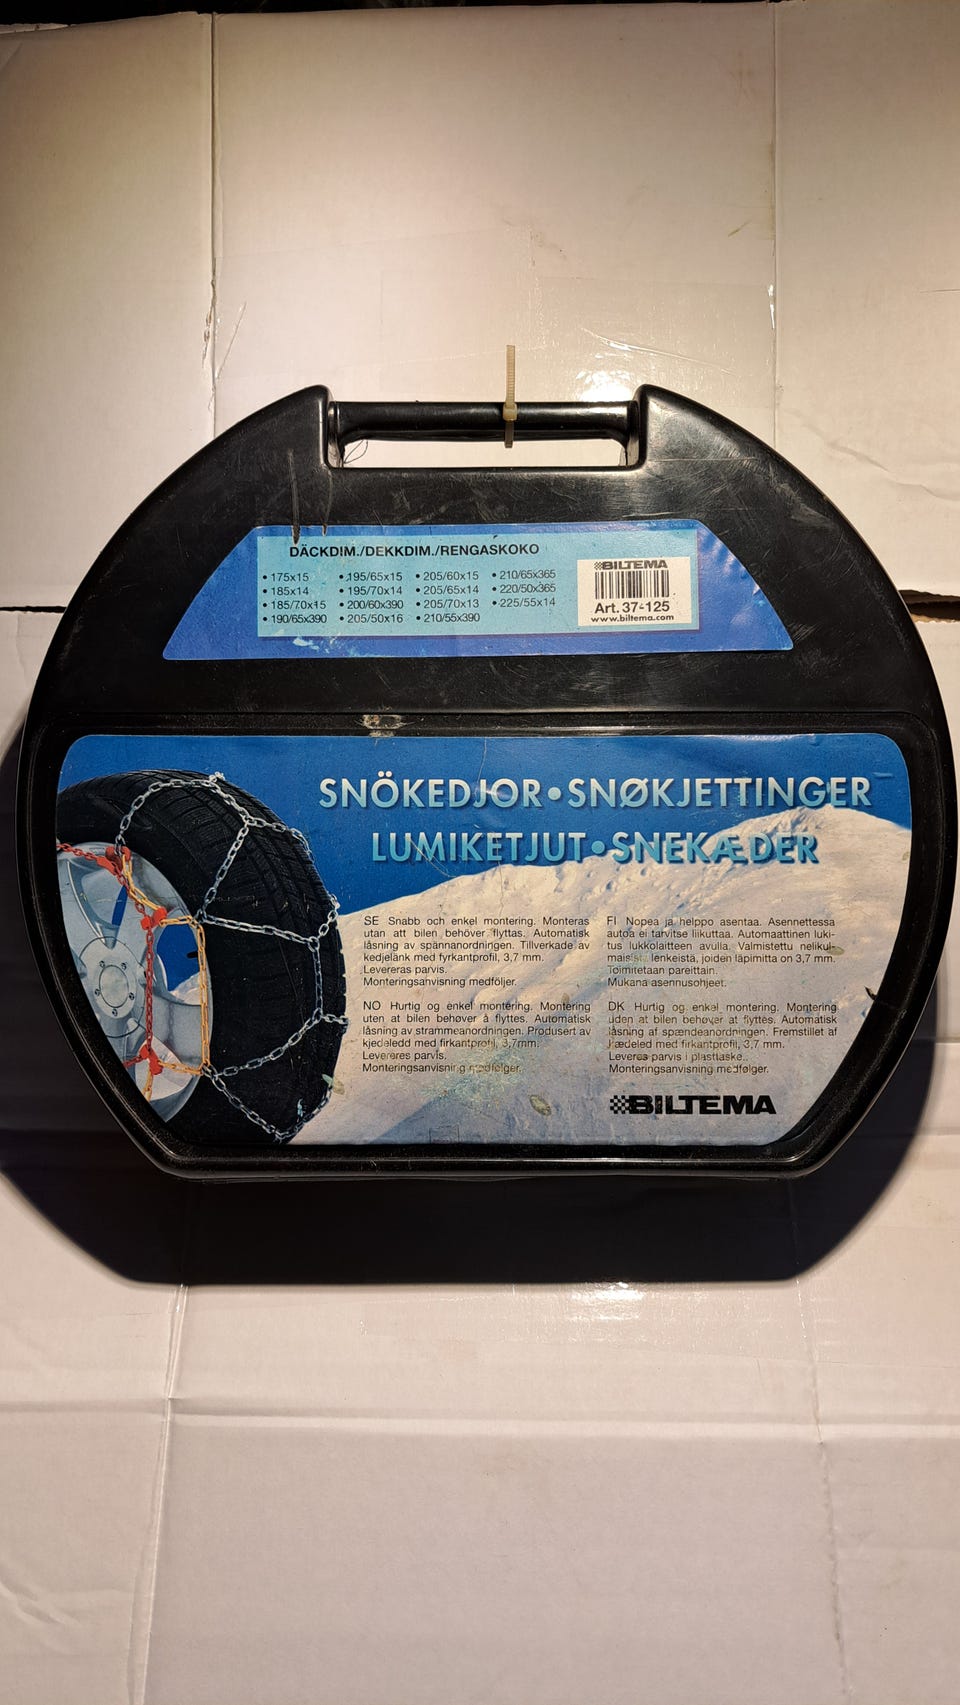 DÄCKDIM./DEKKDIM./RENGASKOKO
• 175x15
• 185x14
• 185/70x15
• 190/65x390
• 195/65x15
• 195/70x14
• 200/60x390
• 205/50x16
• 205/60x15
• 205/65x14
• 205/70x13
• 210/55x390
• 210/65x365
• 220/50x365
• 225/55x14
BILTEMA
Art. 37-125
www.biltema.com
SNÖKEDJOR • SNØKJETTINGER
LUMIKETJUT • SNEKÆDER
SE Snabb och enkel montering. Monteras
utan att bilen behöver flyttas. Automatisk
låsning av spännanordningen. Tillverkade av
kedjelänk med fyrkantprofil, 3,7 mm.
Levereras parvis.
Monteringsanvisning medföljer.
NO Hurtig og enkel montering. Montering
uten at bilen behøver å flyttes. Automatisk
låsning av strammeanordningen. Produsert av
kjedeledd med firkantprofil, 3,7mm.
Levereres parvis.
Monteringsanvisning medfølger.
FI Nopea ja helppo asentaa. Asennettessa
autoa ei tarvitse liikuttaa. Automaattinen luki-
tus lukkolaitteen avulla. Valmistettu nelikul-
maisista lenkeistä, joiden läpimitta on 3,7 mm.
Toimitetaan pareittain.
Mukana asennusohjeet.
DK Hurtig og enkel montering. Montering
uden at bilen behøver at flyttes. Automatisk
låsning af spændeanordningen. Fremstillet af
kædeled med firkantprofil, 3,7 mm.
Leveres parvis i plasttaske.
Monteringsanvisning medfølger.
BILTEMA